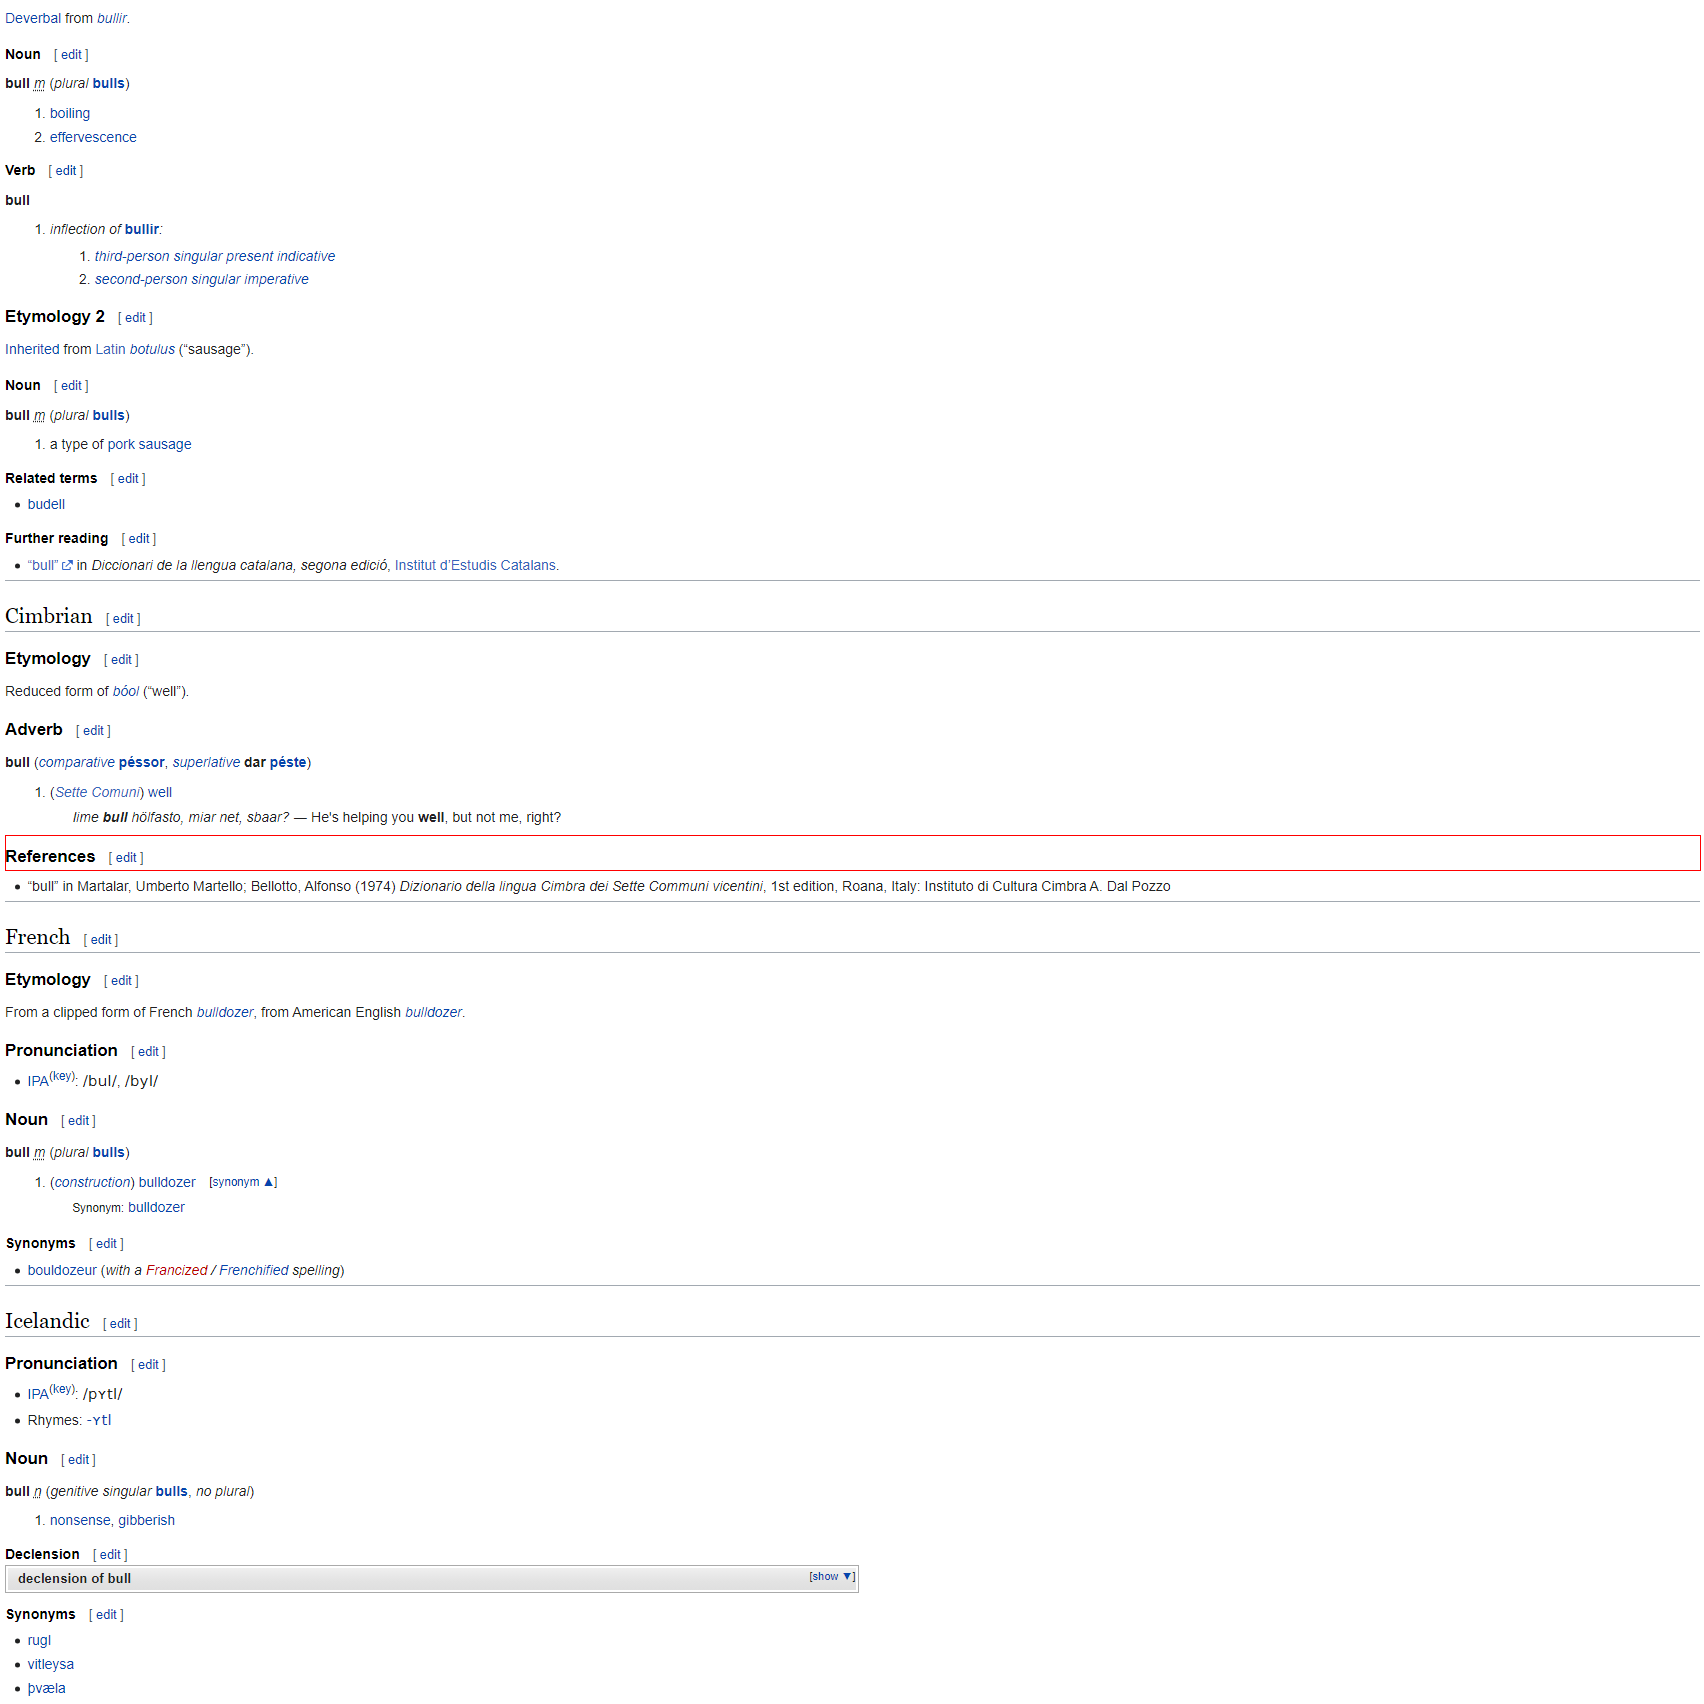 Deverbal from bullir.
Noun [ edit ]
bull m (plural bulls)
1. boiling
2. effervescence
Verb [ edit ]
bull
1. inflection of bullir:
1. third-person singular present indicative
2. second-person singular imperative
Etymology 2 [ edit ]
Inherited from Latin botulus (“sausage”).
Noun [ edit ]
bull m (plural bulls)
1. a type of pork sausage
Related terms [ edit ]
• budell
Further reading [ edit ]
• “bull” in Diccionari de la llengua catalana, segona edició, Institut d’Estudis Catalans.
Cimbrian [ edit ]
Etymology [ edit ]
Reduced form of bóol (“well”).
Adverb [ edit ]
bull (comparative péssor, superlative dar péste)
1. (Sette Comuni) well
Iime bull hölfasto, miar net, sbaar? ― He's helping you well, but not me, right?
References [ edit ]
• “bull” in Martalar, Umberto Martello; Bellotto, Alfonso (1974) Dizionario della lingua Cimbra dei Sette Communi vicentini, 1st edition, Roana, Italy: Instituto di Cultura Cimbra A. Dal Pozzo
French [ edit ]
Etymology [ edit ]
From a clipped form of French bulldozer, from American English bulldozer.
Pronunciation [ edit ]
• IPA(key): /bul/, /byl/
Noun [ edit ]
bull m (plural bulls)
1. (construction) bulldozer [synonym ▲]
Synonym: bulldozer
Synonyms [ edit ]
• bouldozeur (with a Francized / Frenchified spelling)
Icelandic [ edit ]
Pronunciation [ edit ]
• IPA(key): /pʏtl/
• Rhymes: -ʏtl
Noun [ edit ]
bull n (genitive singular bulls, no plural)
1. nonsense, gibberish
Declension [ edit ]
declension of bull [show ▼]
Synonyms [ edit ]
• rugl
• vitleysa
• þvæla